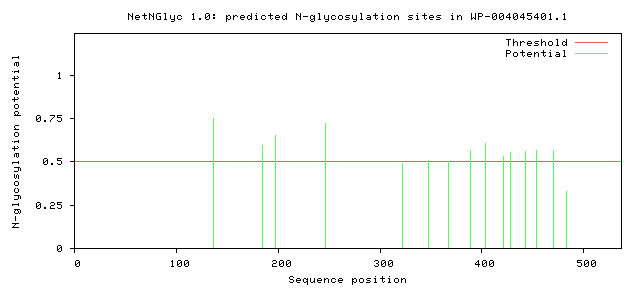 NetNGlyc 1.0: predicted N-glycosylation sites in WP-004045401.1
Threshold
Potential
N-glycosylation potential
1
0.75
0.5
0.25
0
0 100 200 300 400 500
Sequence position